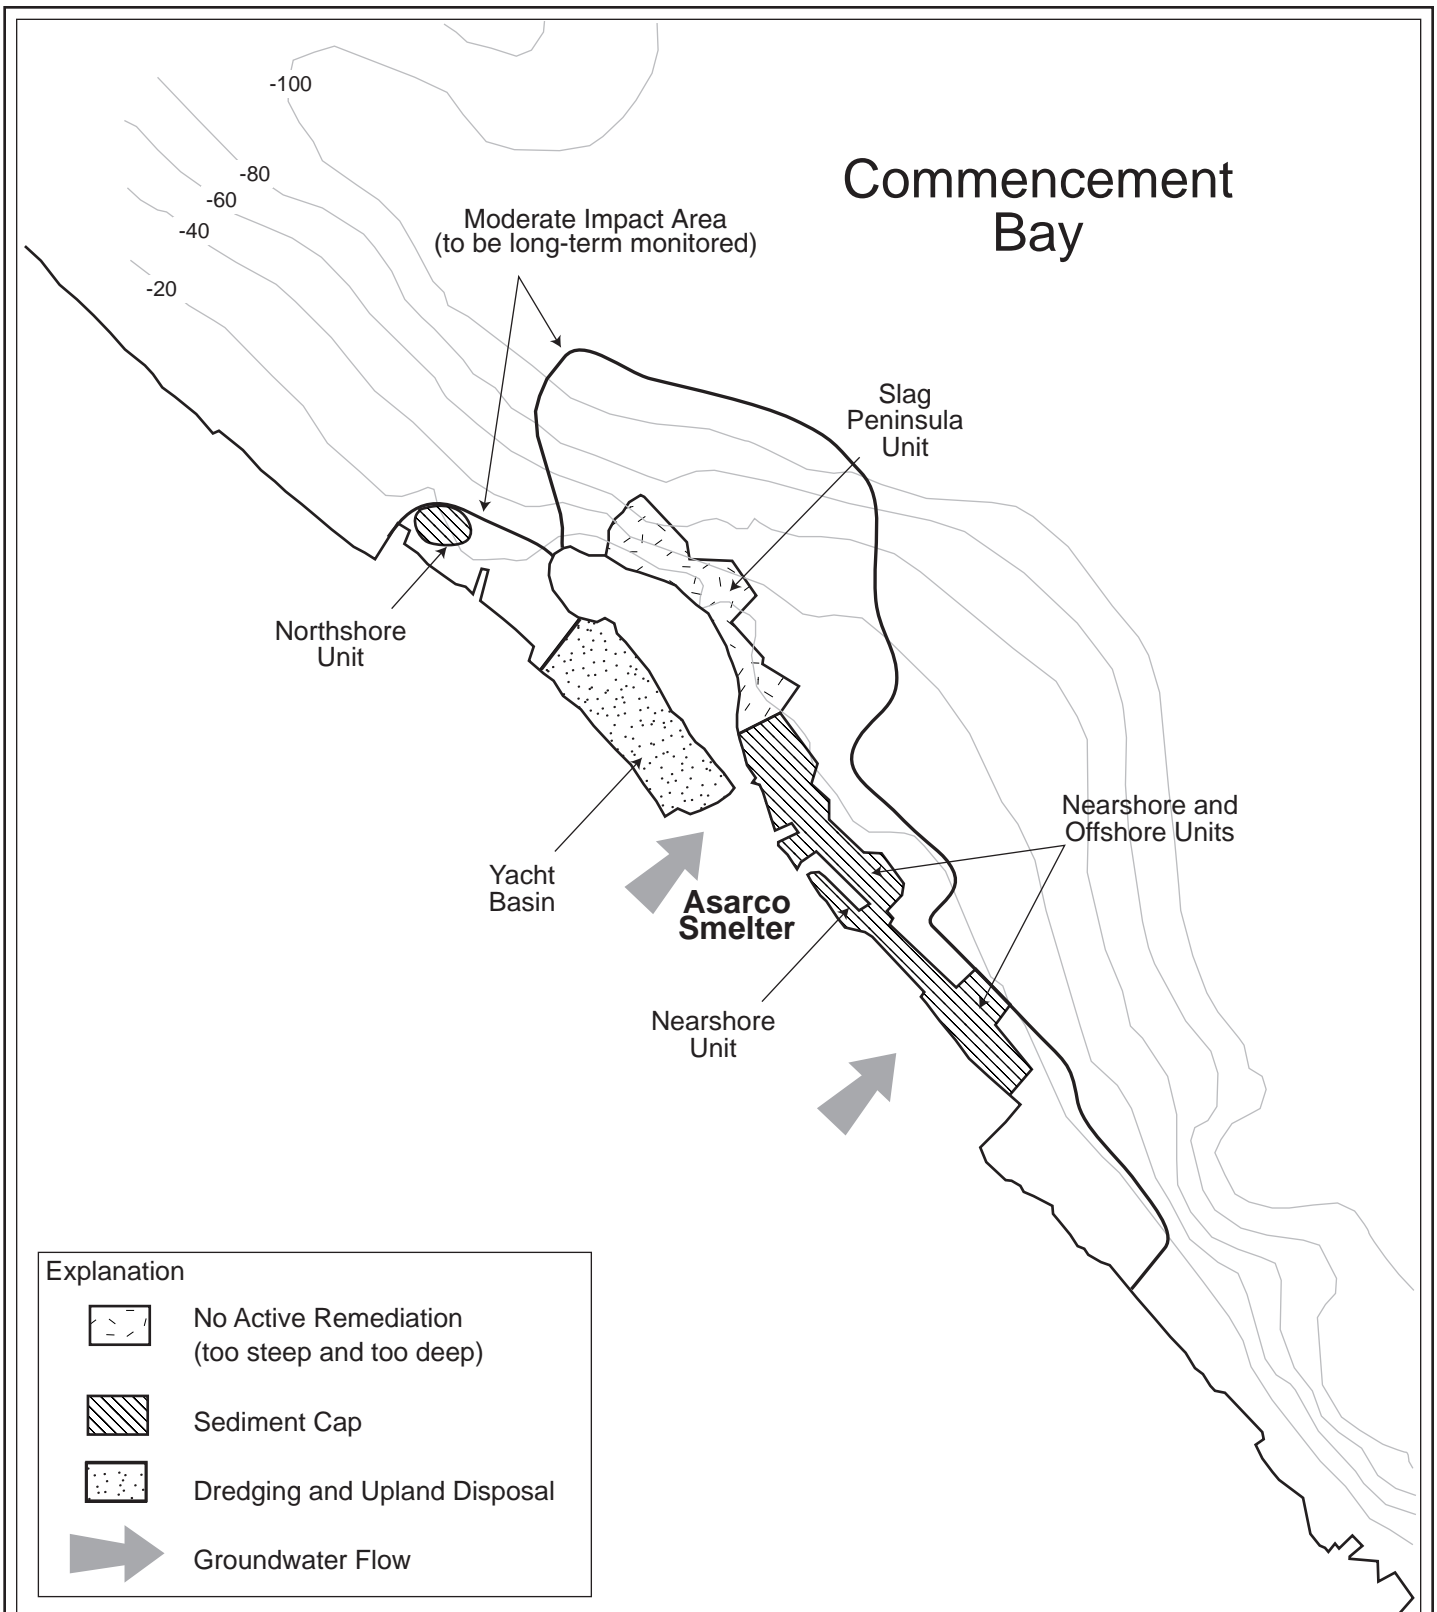 -100
Commencement
Bay
-80
-60
-40
-20
Moderate Impact Area
(to be long-term monitored)
Slag
Peninsula
Unit
Northshore
Unit
Nearshore and
Offshore Units
Yacht
Basin
Asarco
Smelter
Nearshore
Unit
Explanation
No Active Remediation
(too steep and too deep)
Sediment Cap
Dredging and Upland Disposal
Groundwater Flow